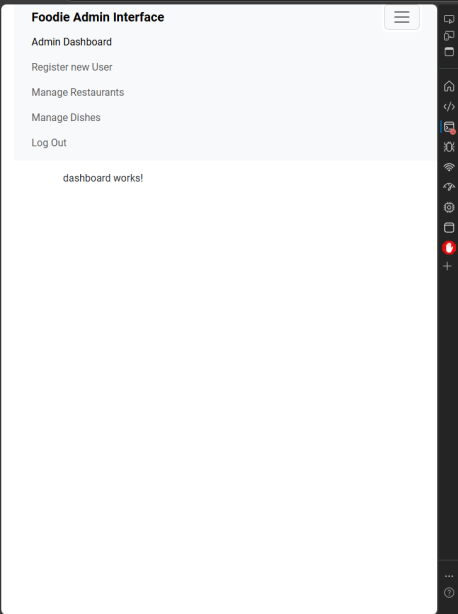 Foodie Admin Interface
Admin Dashboard
Register new User
Manage Restaurants
Manage Dishes
Log Out
dashboard works!